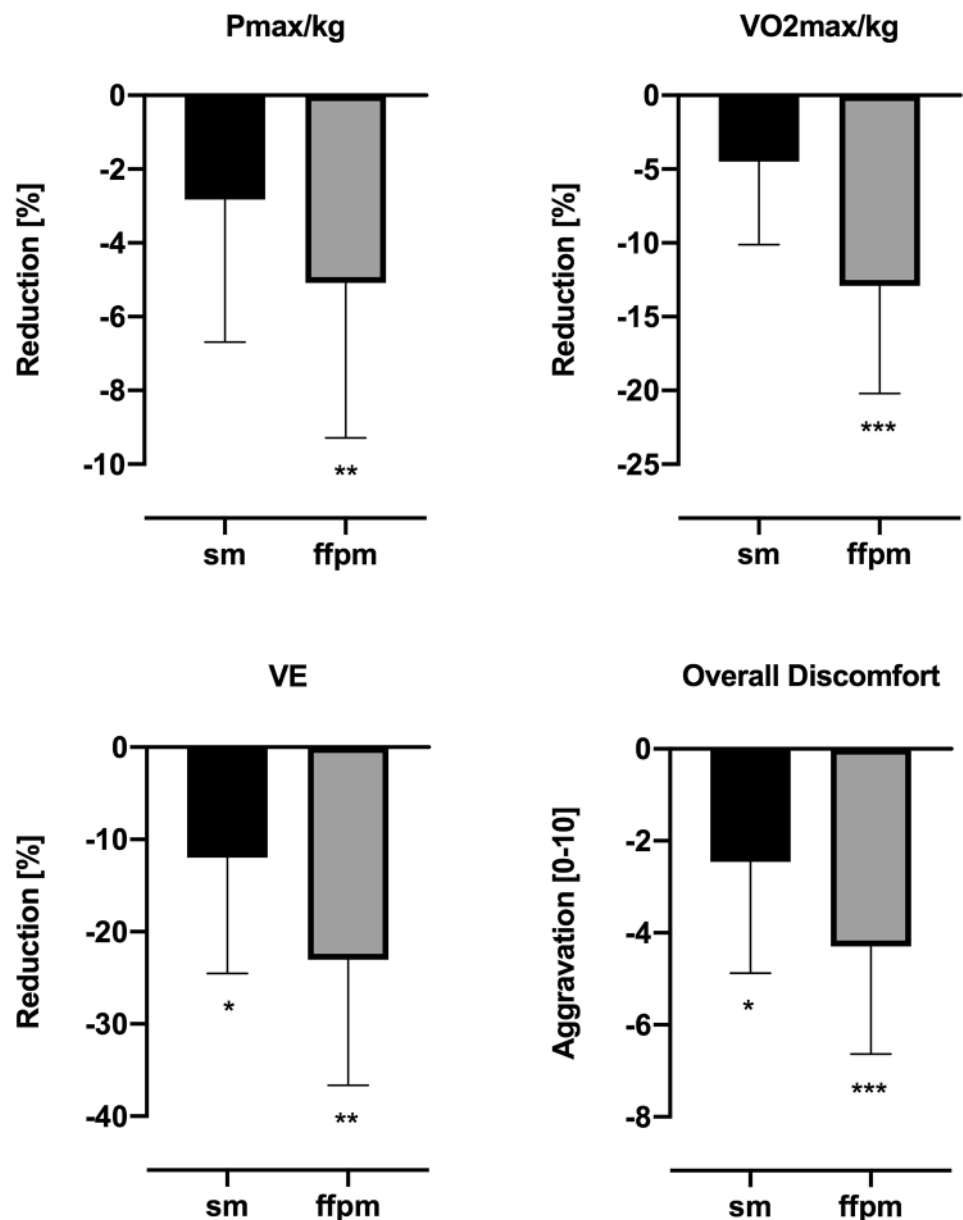 Pmax/kg
Reduction [%]
0
-2
-4
-6
-8
-10
**
sm ffpm
VO2max/kg
Reduction [%]
0
-5
-10
-15
-20
-25
***
sm ffpm
VE
Reduction [%]
0
-10
-20
-30
-40
*
**
sm ffpm
Overall Discomfort
Aggravation [0-10]
0
-2
-4
-6
-8
*
***
sm ffpm